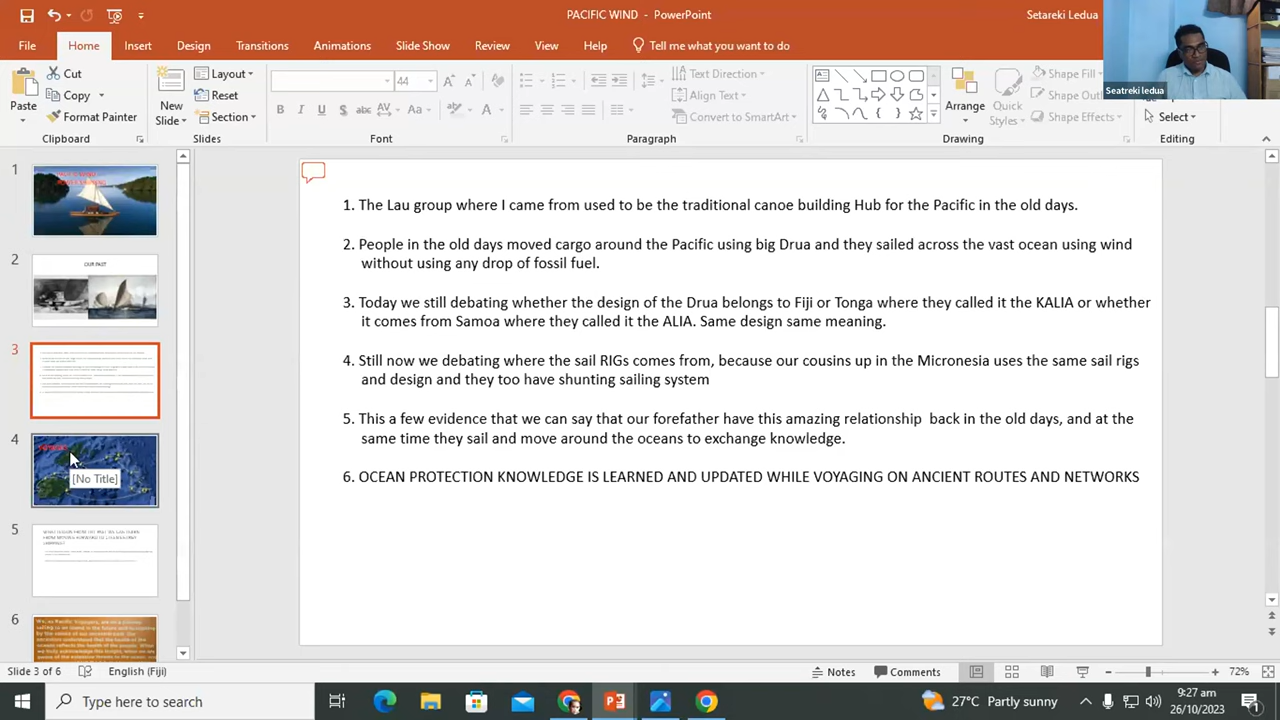 PACIFIC WIND - PowerPoint
Setareki Ledua
File Home Insert Design Transitions Animations Slide Show Review View Help Tell me what you want to do
Cut
Copy
Format Painter
Paste
Clipboard
New
Slide
Layout
Reset
Section
Slides
44
Font
Text Direction
Align Text
Convert to SmartArt
Paragraph
Arrange
Quick
Styles
Shape Fill
Shape Effects
Drawing
Select
Editing
Seatreki ledua
1
2
OUR PAST
3
4
[No Title]
5
6
1. The Lau group where I came from used to be the traditional canoe building Hub for the Pacific in the old days.
2. People in the old days moved cargo around the Pacific using big Drua and they sailed across the vast ocean using wind
without using any drop of fossil fuel.
3. Today we still debating whether the design of the Drua belongs to Fiji or Tonga where they called it the KALIA or whether
it comes from Samoa where they called it the ALIA. Same design same meaning.
4. Still now we debating where the sail RIGs comes from, because our cousins up in the Micronesia uses the same sail rigs
and design and they too have shunting sailing system
5. This a few evidence that we can say that our forefather have this amazing relationship back in the old days, and at the
same time they sail and move around the oceans to exchange knowledge.
6. OCEAN PROTECTION KNOWLEDGE IS LEARNED AND UPDATED WHILE VOYAGING ON ANCIENT ROUTES AND NETWORKS
Slide 3 of 6 English (Fiji) Notes Comments 72%
Type here to search
27°C Partly sunny
9:27 am
26/10/2023